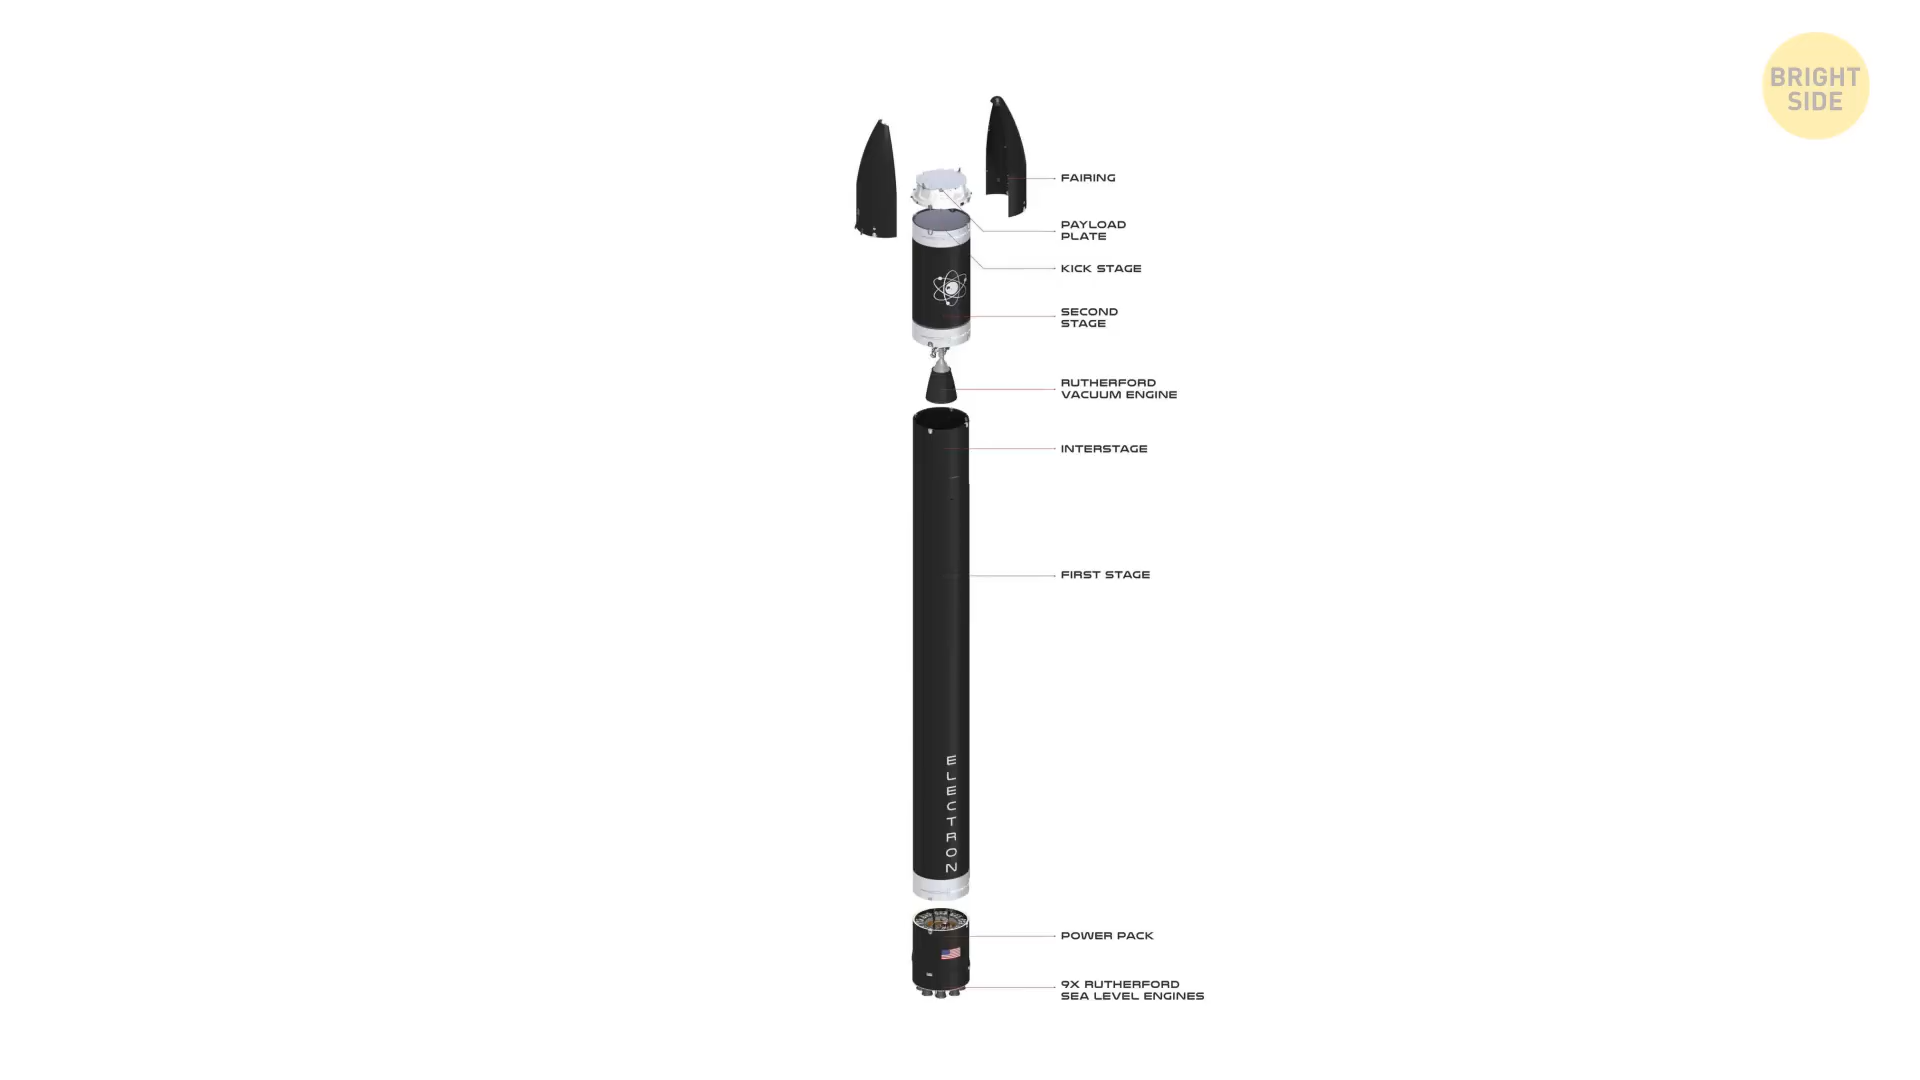 BRIGHT
SIDE
FAIRING
PAYLOAD
PLATE
KICK STAGE
SECOND
STAGE
RUTHERFORD
VACUUM ENGINE
INTERSTAGE
FIRST STAGE
ELECTRON
POWER PACK
9X RUTHERFORD
SEA LEVEL ENGINES